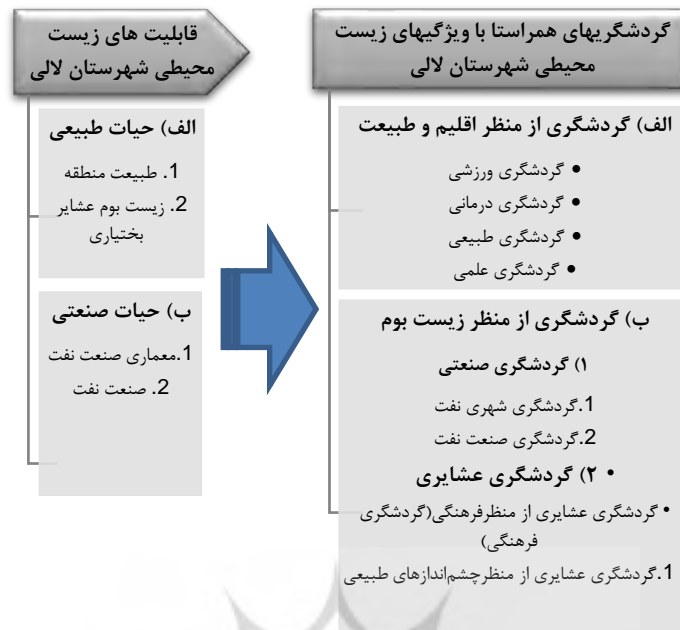 قابلیت های زیست
محیطی شهرستان لالی
الف) حیات طبیعی
1. طبیعت منطقه
2. زیست بوم عشایر
بختیاری
ب) حیات صنعتی
1.معماری صنعت نفت
2. صنعت نفت
گردشگریهای همراستا با ویژگیهای زیست
محیطی شهرستان لالی
الف) گردشگری از منظر اقلیم و طبیعت
• گردشگری ورزشی
• گردشگری درمانی
• گردشگری طبیعی
• گردشگری علمی
ب) گردشگری از منظر زیست بوم
۱) گردشگری صنعتی
1.گردشگری شهری نفت
2.گردشگری صنعت نفت
• ۲) گردشگری عشایری
• گردشگری عشایری از منظرفرهنگی(گردشگری
فرهنگی)
1.گردشگری عشایری از منظرچشم‌اندازهای طبیعی